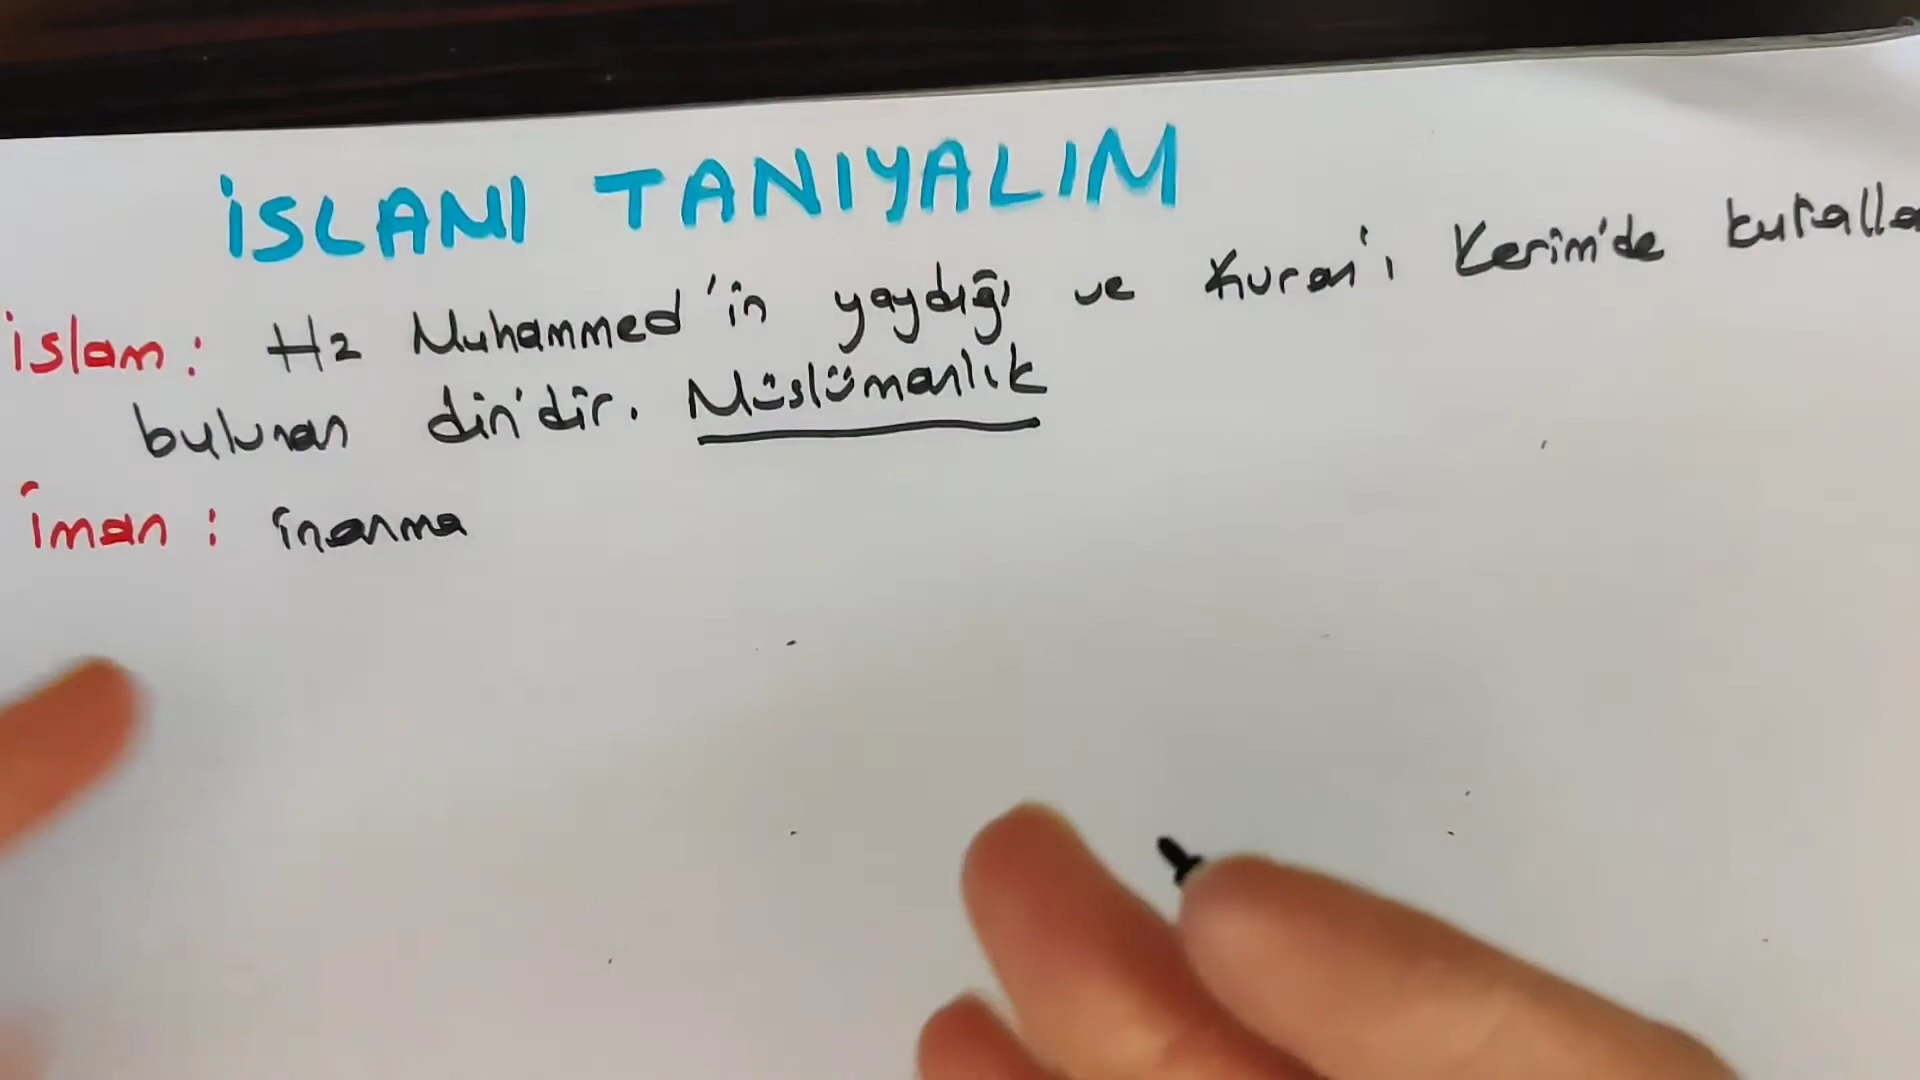 İSLAMI TANIYALIM
İslam: Hz Muhammed'in yaydığı ve Kuran'ı Kerim'de kuralla
bulunan din'dir. Müslümanlık
İman: inanma